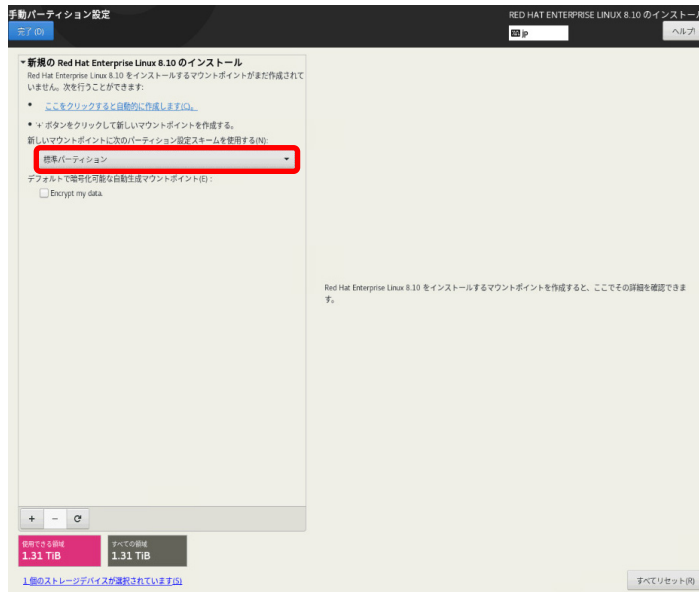 手動パーティション設定
RED HAT ENTERPRISE LINUX 8.10 のインストール
完了 (D)
jp
ヘルプ!
新規の Red Hat Enterprise Linux 8.10 のインストール
Red Hat Enterprise Linux 8.10 をインストールするマウントポイントがまだ作成されて
いません。次を行うことができます:
• ここをクリックすると自動的に作成します(C)。
• '+' ボタンをクリックして新しいマウントポイントを作成する。
新しいマウントポイントに次のパーティション設定スキームを使用する(N):
標準パーティション
デフォルトで暗号化可能な自動生成マウントポイント(E) :
Encrypt my data.
Red Hat Enterprise Linux 8.10 をインストールするマウントポイントを作成すると、ここでその詳細を確認できま
す。
+ − 
使用できる領域
1.31 TiB
すべての領域
1.31 TiB
1 個のストレージデバイスが選択されています(S)
すべてリセット(R)